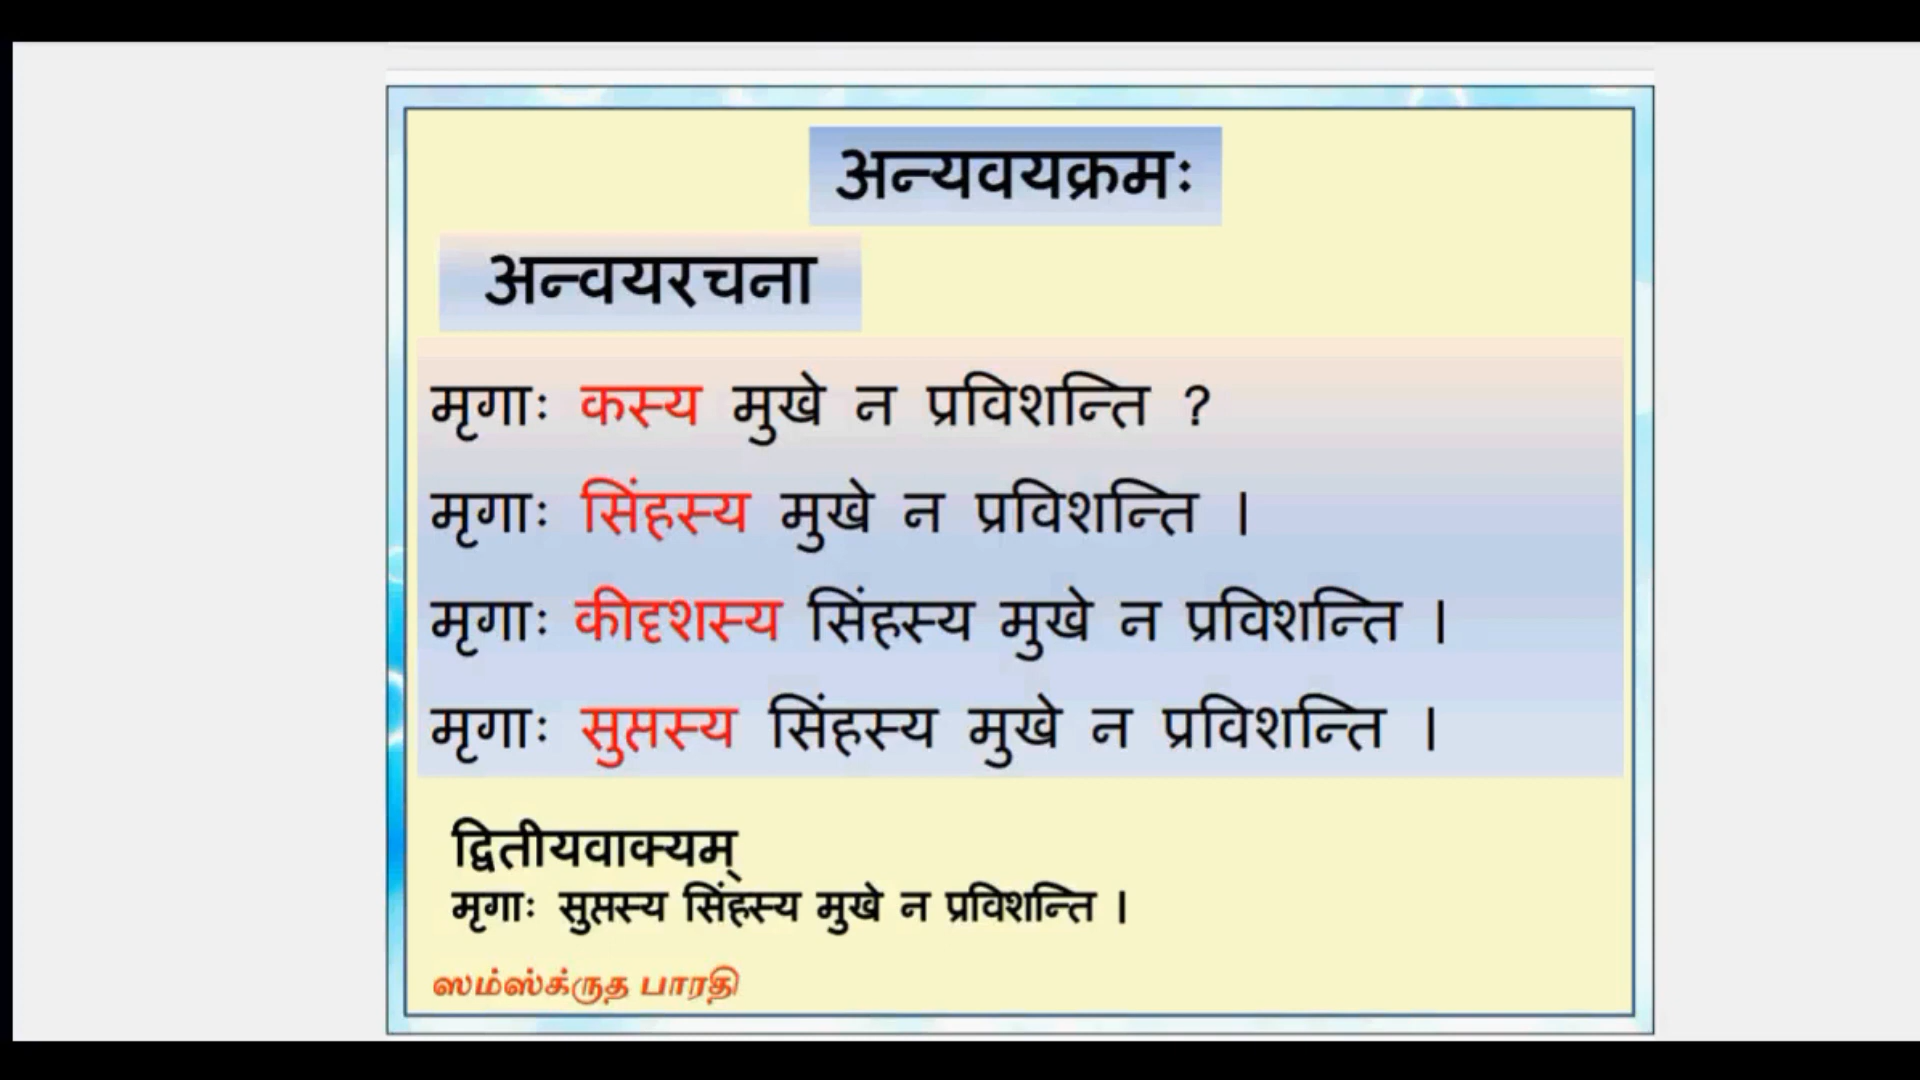 अन्यवयक्रमः
अन्वयरचना
मृगाः कस्य मुखे न प्रविशन्ति ?
मृगाः सिंहस्य मुखे न प्रविशन्ति ।
मृगाः कीदृशस्य सिंहस्य मुखे न प्रविशन्ति ।
मृगाः सुप्तस्य सिंहस्य मुखे न प्रविशन्ति ।
द्वितीयवाक्यम्
मृगाः सुप्तस्य सिंहस्य मुखे न प्रविशन्ति ।
ஸம்ஸ்க்ருத பாரதி